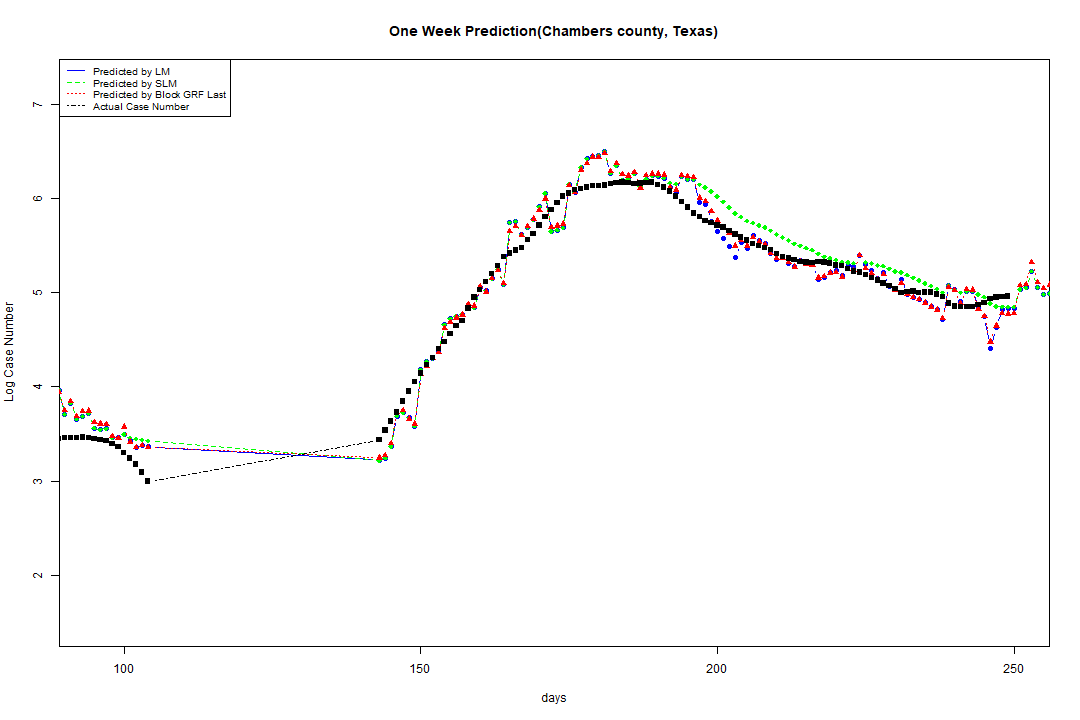 One Week Prediction(Chambers county, Texas)
Predicted by LM
Predicted by SLM
Predicted by Block GRF Last
Actual Case Number
7
6
5
4
3
2
Log Case Number
100
150
200
250
days